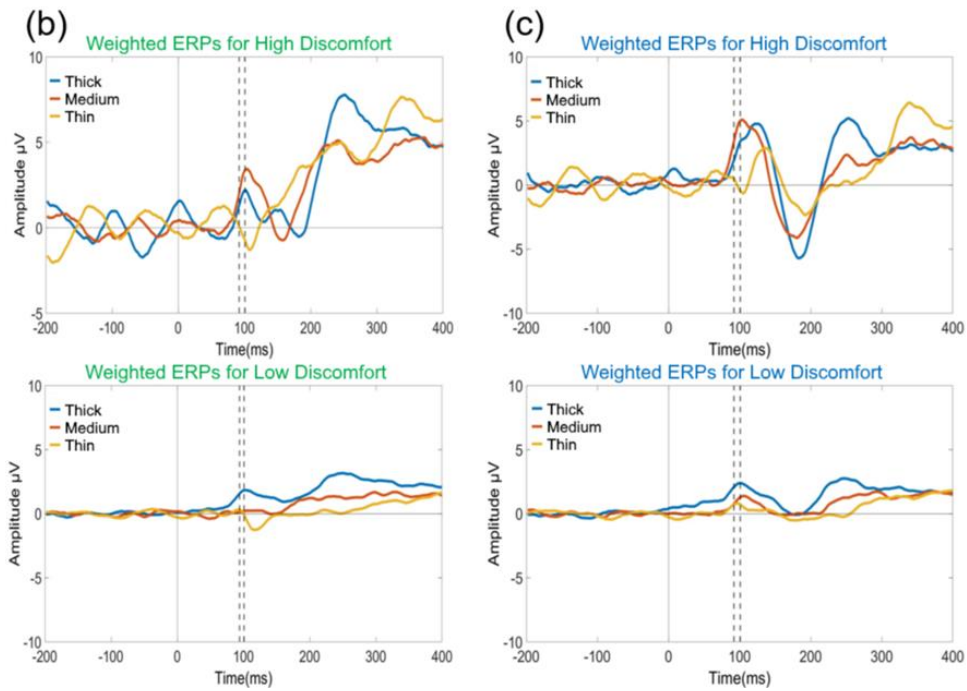 (b)
Weighted ERPs for High Discomfort
Thick
Medium
Thin
Amplitude µV
10
5
0
-5
-200 -100 0 100 200 300 400
Time(ms)
(c)
Weighted ERPs for High Discomfort
Thick
Medium
Thin
Amplitude µV
10
5
0
-5
-10
-200 -100 0 100 200 300 400
Time(ms)
Weighted ERPs for Low Discomfort
Thick
Medium
Thin
Amplitude µV
10
5
0
-5
-10
-200 -100 0 100 200 300 400
Time(ms)
Weighted ERPs for Low Discomfort
Thick
Medium
Thin
Amplitude µV
10
5
0
-5
-10
-200 -100 0 100 200 300 400
Time(ms)